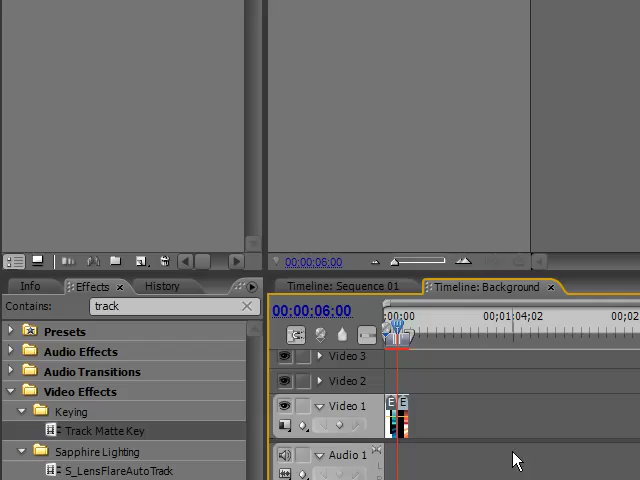 00;00;06;00
Info
Effects ×
History
Contains: track
Presets
Audio Effects
Audio Transitions
Video Effects
Keying
Track Matte Key
Sapphire Lighting
S_LensFlareAutoTrack
Timeline: Sequence 01
Timeline: Background ×
00:00:06:00
;00;00
00;01;04;02
00;02
Video 3
Video 2
Video 1
E E
Audio 1
L